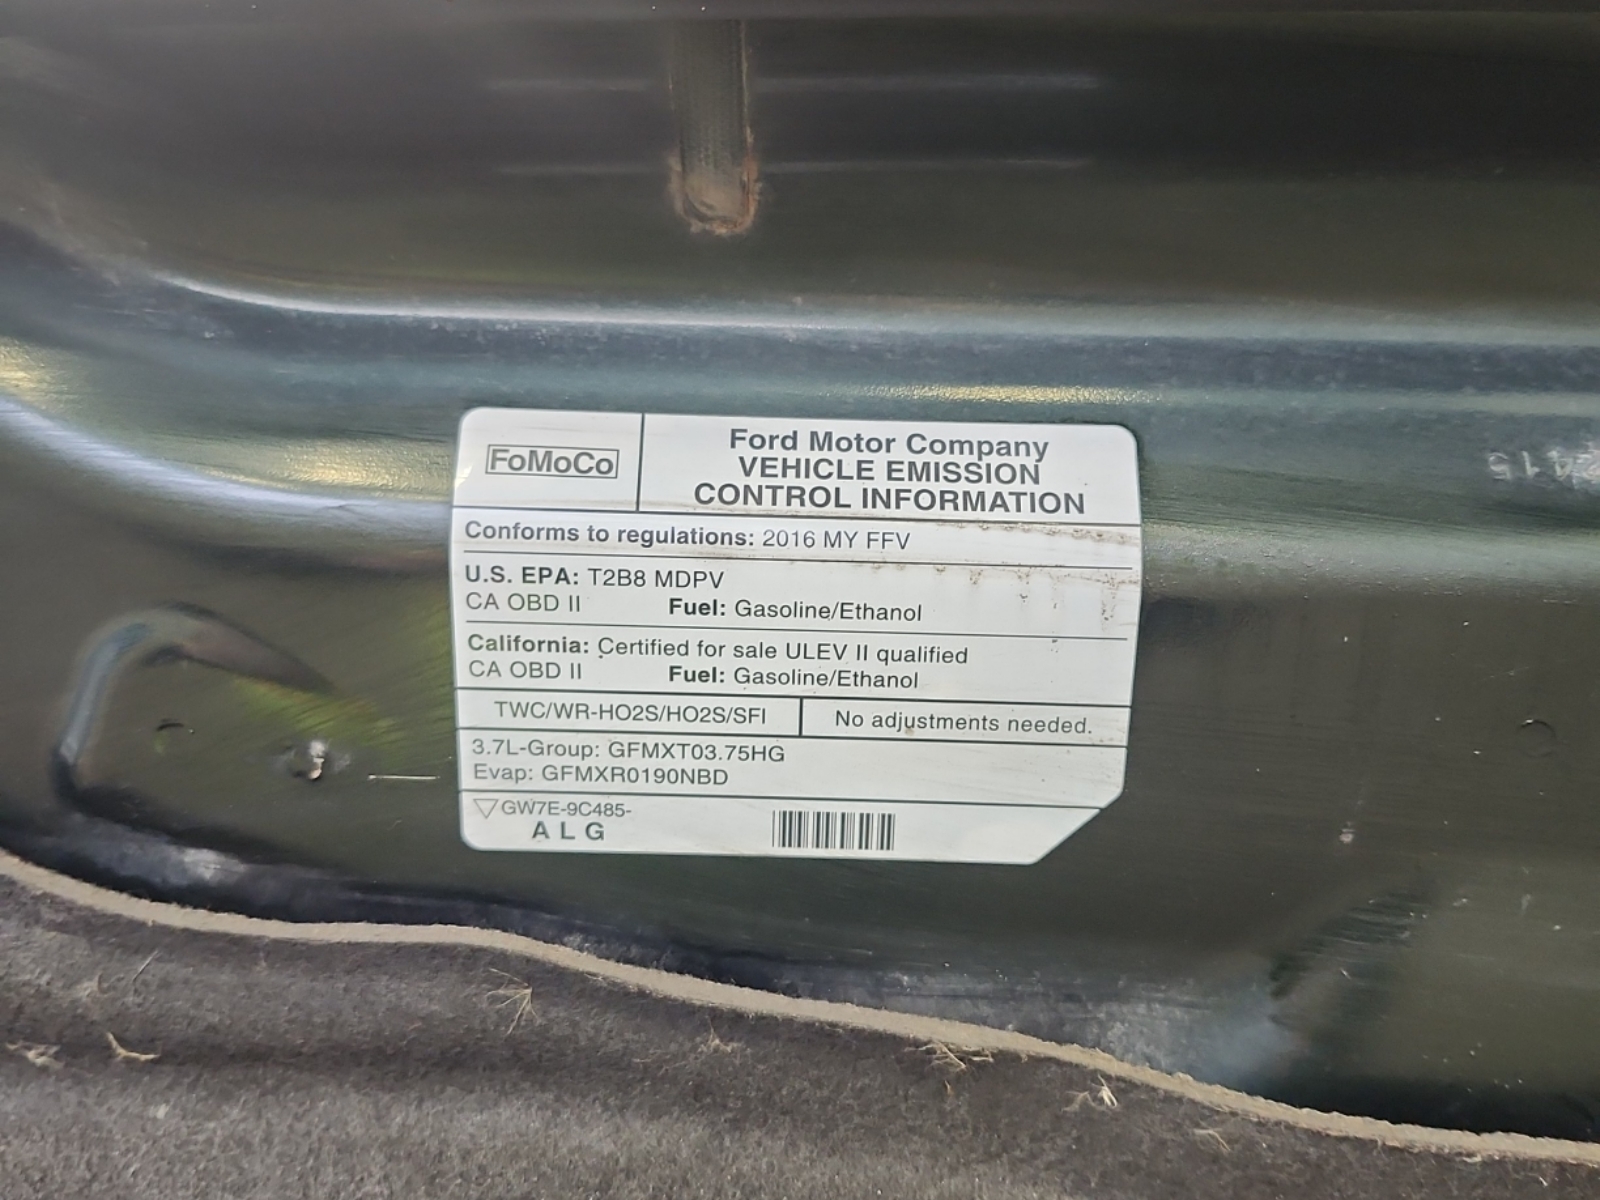 FoMoCo
Ford Motor Company
VEHICLE EMISSION
CONTROL INFORMATION
Conforms to regulations: 2016 MY FFV
U.S. EPA: T2B8 MDPV
CA OBD II Fuel: Gasoline/Ethanol
California: Certified for sale ULEV II qualified
CA OBD II Fuel: Gasoline/Ethanol
TWC/WR-HO2S/HO2S/SFI No adjustments needed.
3.7L-Group: GFMXT03.75HG
Evap: GFMXR0190NBD
GW7E-9C485-
A L G